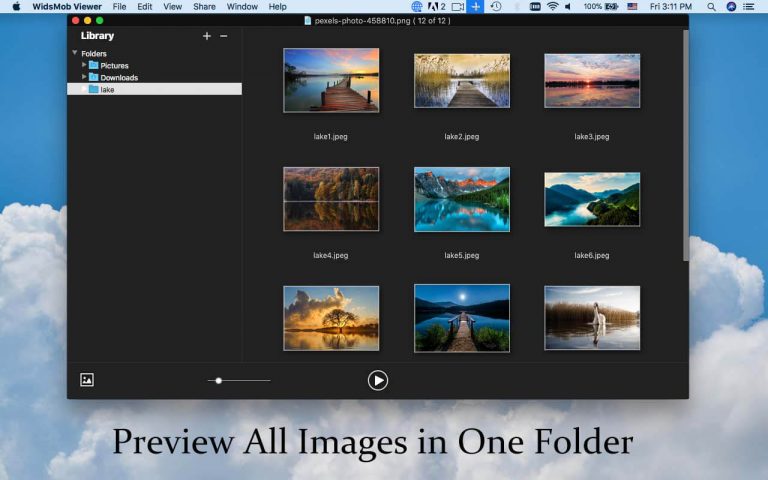 WidsMob Viewer File Edit View Share Window Help 2 100% Fri 3:11 PM
pexels-photo-458810.png ( 12 of 12 )
Library + −
Folders
Pictures
Downloads
lake
lake1.jpeg lake2.jpeg lake3.jpeg
lake4.jpeg lake5.jpeg lake6.jpeg
Preview All Images in One Folder